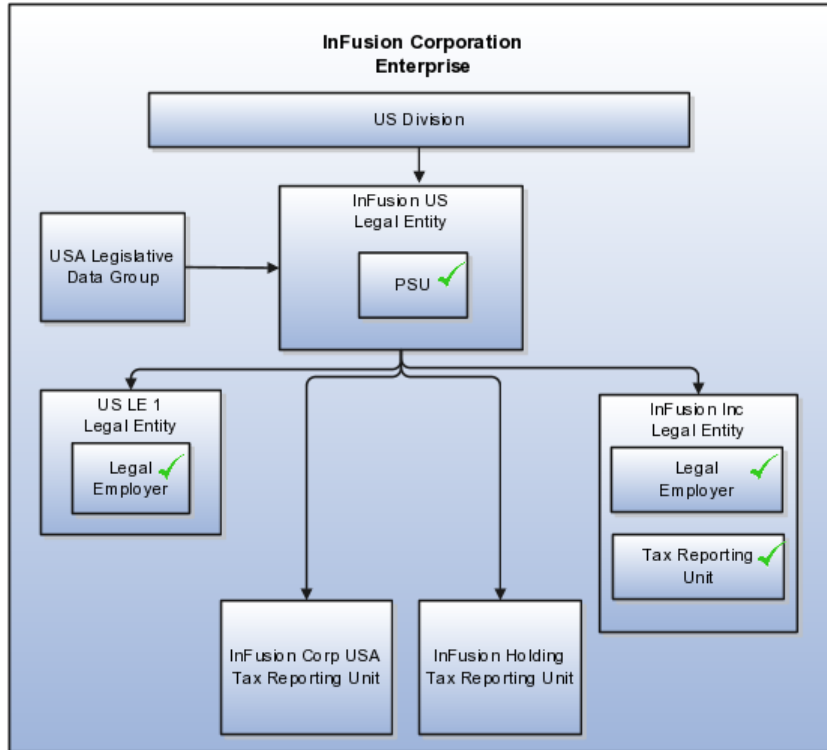 InFusion Corporation
Enterprise
US Division
InFusion US
Legal Entity
PSU
USA Legislative
Data Group
US LE 1
Legal Entity
Legal
Employer
InFusion Inc
Legal Entity
Legal
Employer
Tax Reporting
Unit
InFusion Corp USA
Tax Reporting Unit
InFusion Holding
Tax Reporting Unit